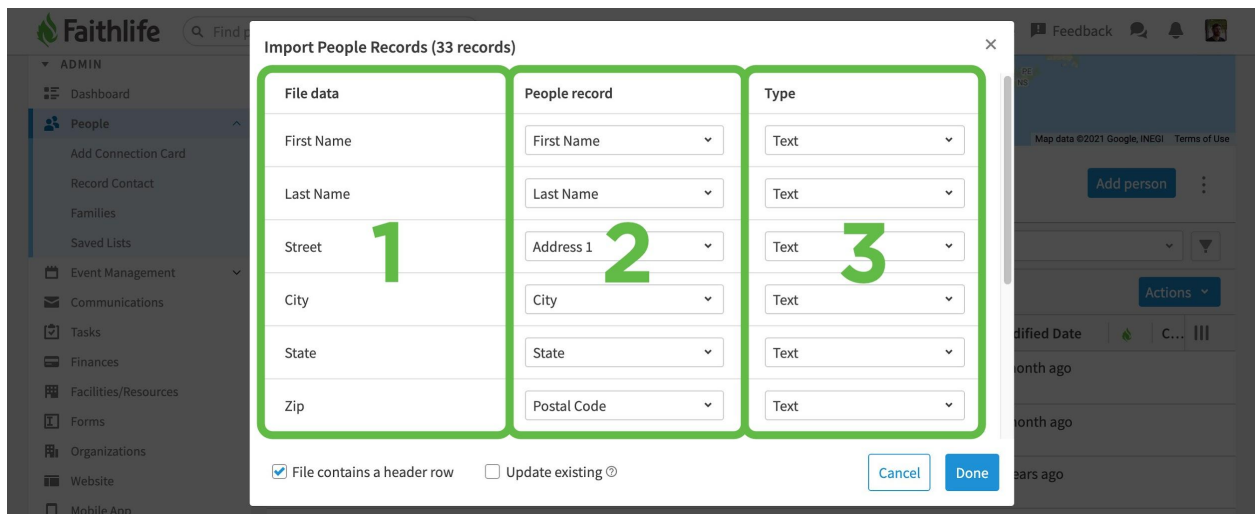 Faithlife
Find p
Feedback
ADMIN
Dashboard
People
Add Connection Card
Record Contact
Families
Saved Lists
Event Management
Communications
Tasks
Finances
Facilities/Resources
Forms
Organizations
Website
Mobile App
Import People Records (33 records)
File data People record Type
First Name First Name Text
Last Name Last Name Text
Street Address 1 Text
1 2 3
City City Text
State State Text
Zip Postal Code Text
File contains a header row Update existing
Cancel Done
Map data ©2021 Google, INEGI Terms of Use
Add person
Actions
dified Date C...
onth ago
onth ago
ears ago